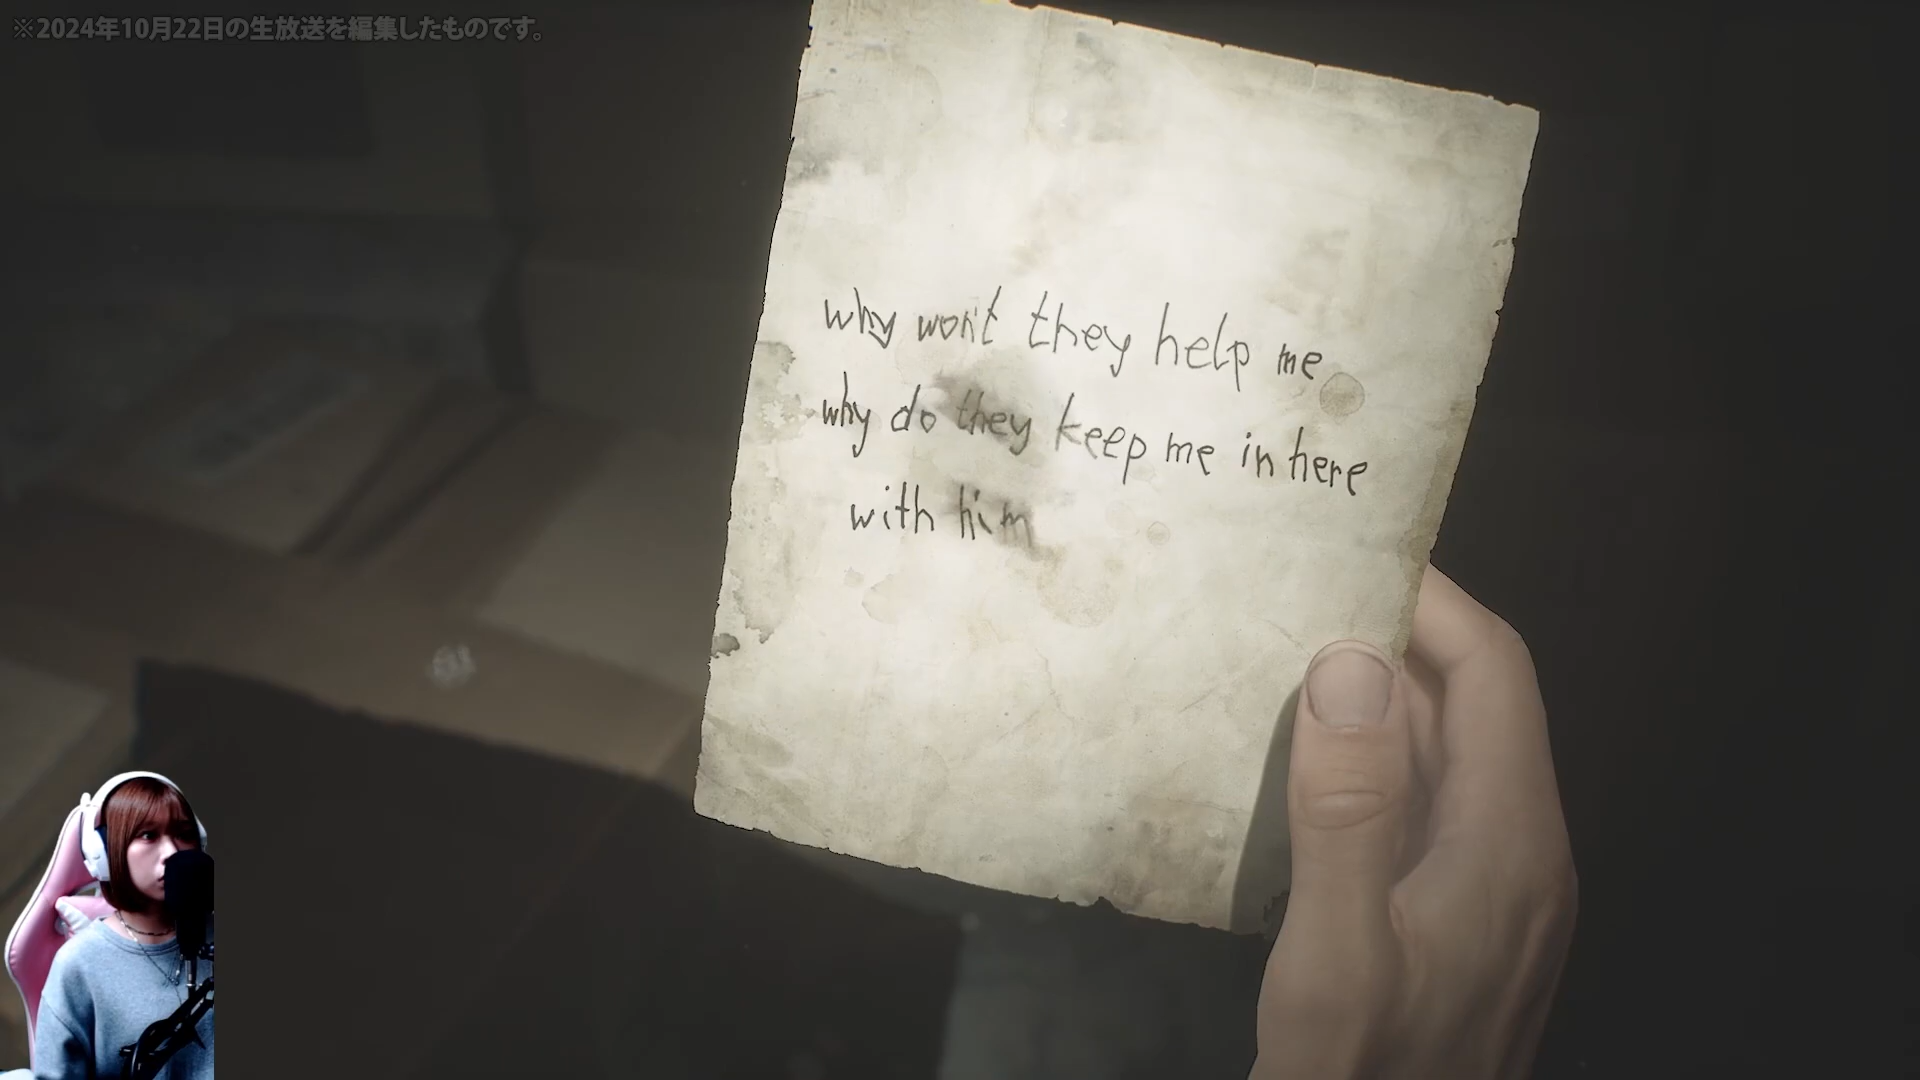 ※2024年10月22日の生放送を編集したものです。
why won't they help me
why do they keep me in here
with him